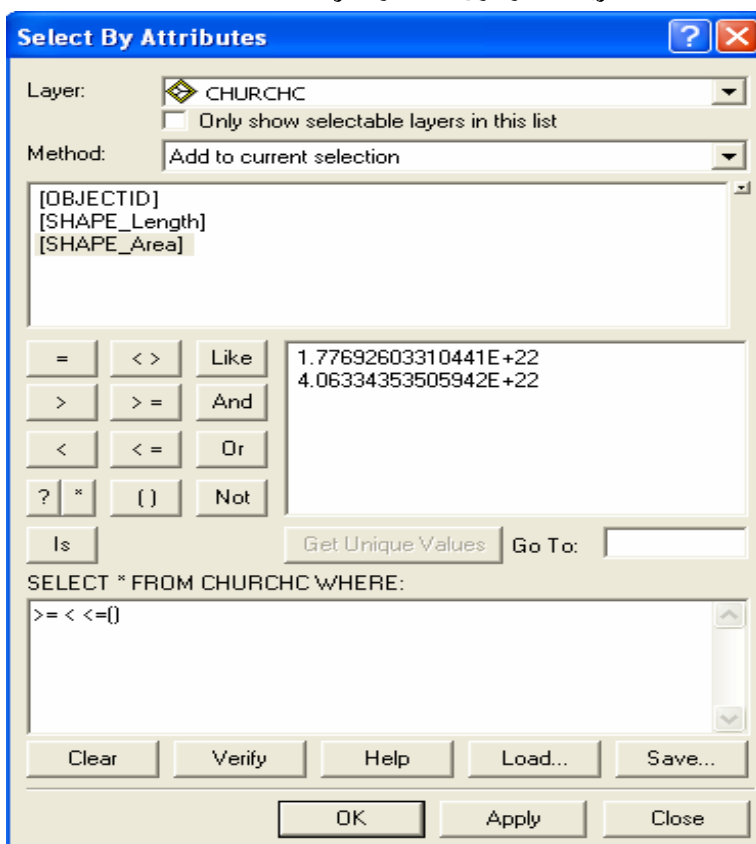 Select By Attributes
Layer: CHURCHC
Only show selectable layers in this list
Method: Add to current selection
[OBJECTID]
[SHAPE_Length]
[SHAPE_Area]
= < > Like
> > = And
< < = Or
? * ( ) Not
Is
1.77692603310441E+22
4.06334353505942E+22
Get Unique Values Go To:
SELECT * FROM CHURCHC WHERE:
>= < <=()
Clear Verify Help Load... Save...
OK Apply Close